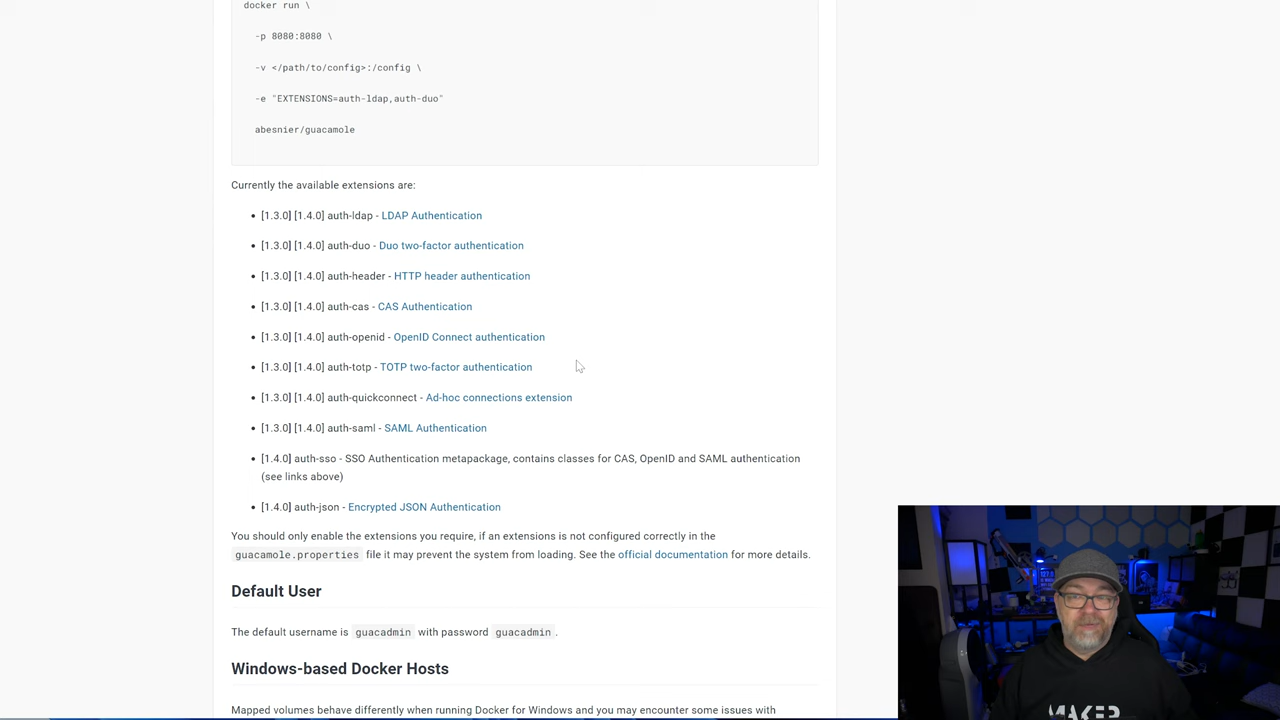 docker run \
-p 8080:8080 \
-v </path/to/config>:/config \
-e "EXTENSIONS=auth-ldap,auth-duo"
abesnier/guacamole
Currently the available extensions are:
• [1.3.0] [1.4.0] auth-ldap - LDAP Authentication
• [1.3.0] [1.4.0] auth-duo - Duo two-factor authentication
• [1.3.0] [1.4.0] auth-header - HTTP header authentication
• [1.3.0] [1.4.0] auth-cas - CAS Authentication
• [1.3.0] [1.4.0] auth-openid - OpenID Connect authentication
• [1.3.0] [1.4.0] auth-totp - TOTP two-factor authentication
• [1.3.0] [1.4.0] auth-quickconnect - Ad-hoc connections extension
• [1.3.0] [1.4.0] auth-saml - SAML Authentication
• [1.4.0] auth-sso - SSO Authentication metapackage, contains classes for CAS, OpenID and SAML authentication
(see links above)
• [1.4.0] auth-json - Encrypted JSON Authentication
You should only enable the extensions you require, if an extensions is not configured correctly in the
guacamole.properties file it may prevent the system from loading. See the official documentation for more details.
Default User
The default username is guacadmin with password guacadmin .
Windows-based Docker Hosts
Mapped volumes behave differently when running Docker for Windows and you may encounter some issues with
MAKER